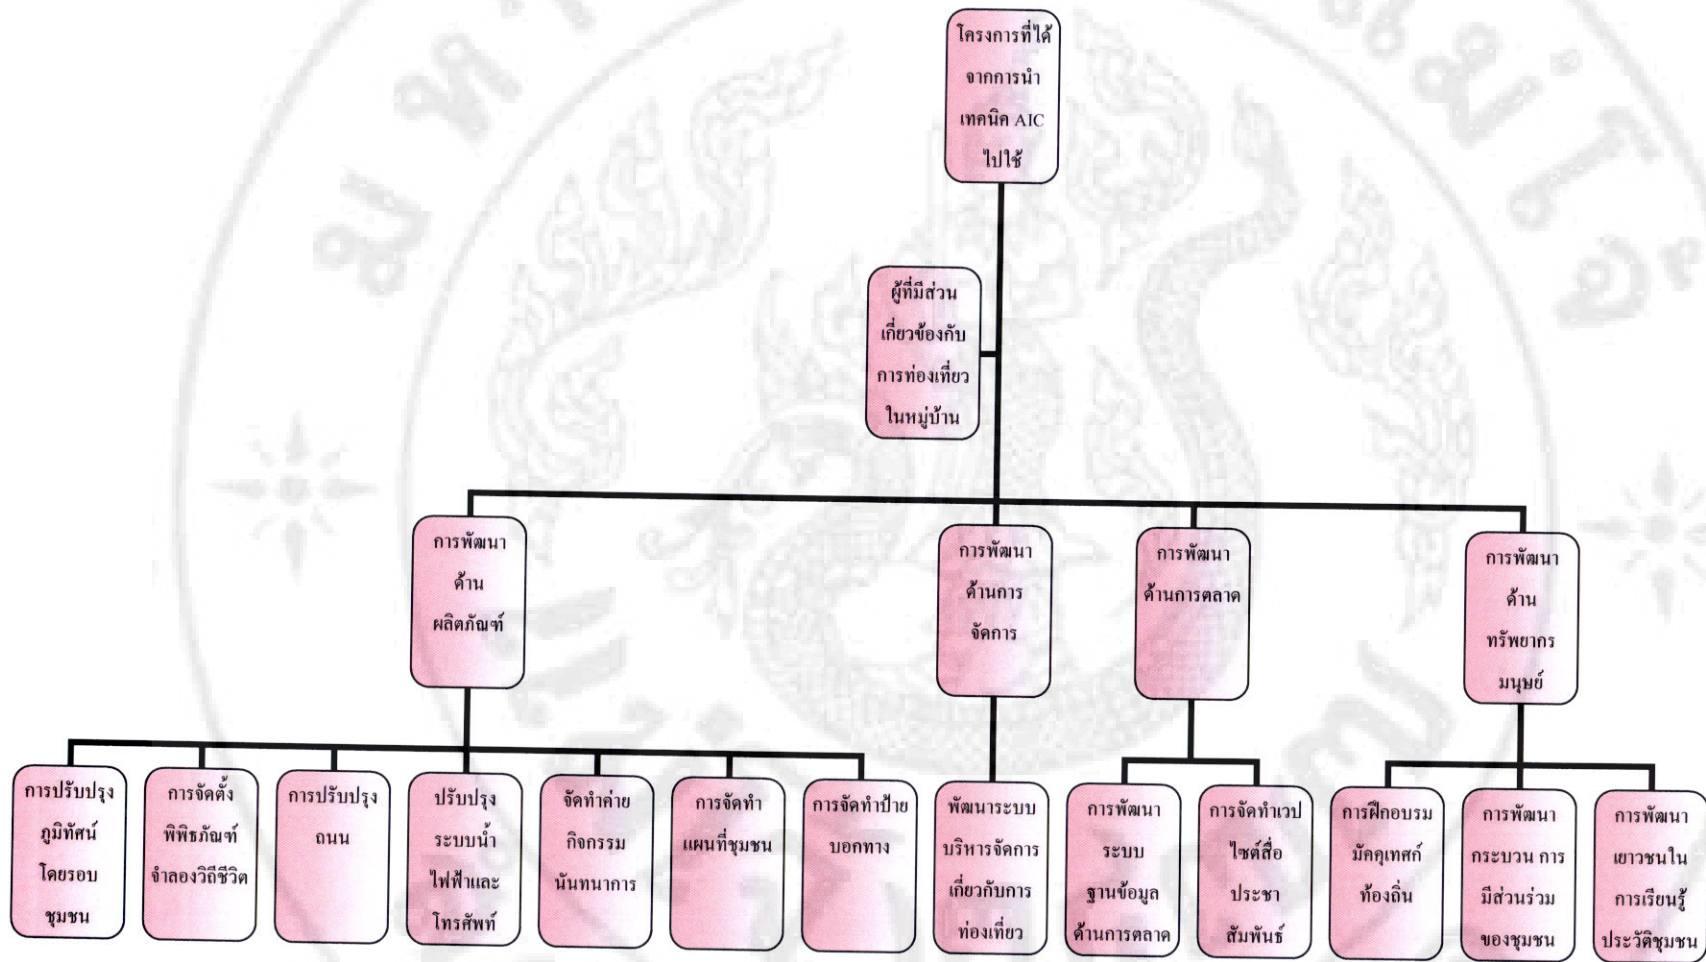 โครงการที่ได้
จากการนำ
เทคนิค AIC
ไปใช้
ผู้ที่มีส่วน
เกี่ยวข้องกับ
การท่องเที่ยว
ในหมู่บ้าน
การพัฒนา
ด้าน
ผลิตภัณฑ์
การพัฒนา
ด้านการ
จัดการ
การพัฒนา
ด้านการตลาด
การพัฒนา
ด้าน
ทรัพยากร
มนุษย์
การปรับปรุง
ภูมิทัศน์
โดยรอบ
ชุมชน
การจัดตั้ง
พิพิธภัณฑ์
จำลองวิถีชีวิต
การปรับปรุง
ถนน
ปรับปรุง
ระบบน้ำ
ไฟฟ้าและ
โทรศัพท์
จัดทำค่าย
กิจกรรม
นันทนาการ
การจัดทำ
แผนที่ชุมชน
การจัดทำป้าย
บอกทาง
พัฒนาระบบ
บริหารจัดการ
เกี่ยวกับการ
ท่องเที่ยว
การพัฒนา
ระบบ
ฐานข้อมูล
ด้านการตลาด
การจัดทำเวป
ไซต์สื่อ
ประชา
สัมพันธ์
การฝึกอบรม
มัคคุเทศก์
ท้องถิ่น
การพัฒนา
กระบวน การ
มีส่วนร่วม
ของชุมชน
การพัฒนา
เยาวชนใน
การเรียนรู้
ประวัติชุมชน